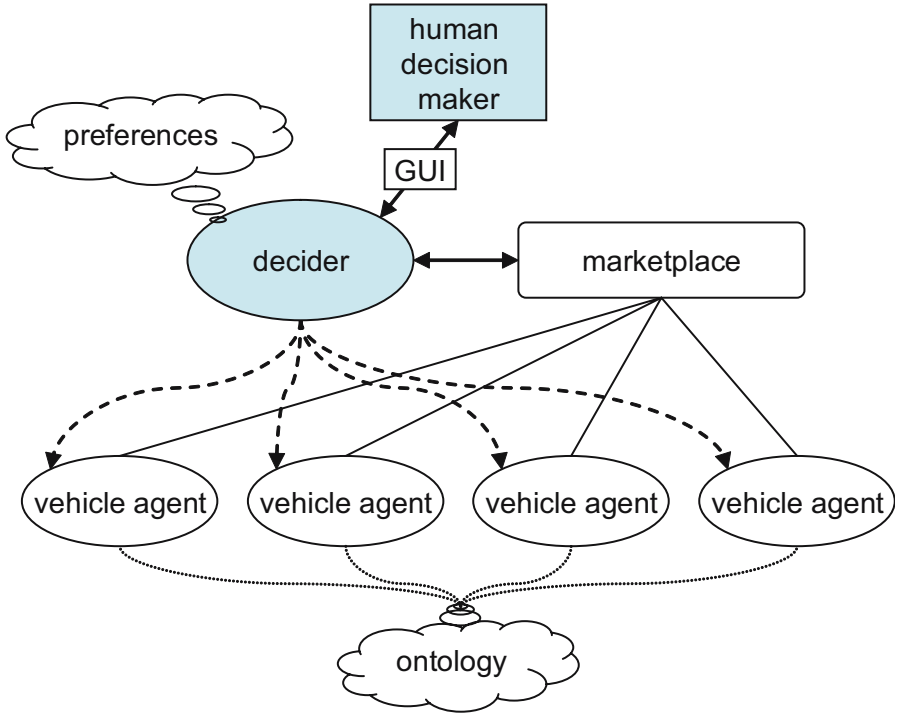 human
decision
maker
preferences
GUI
decider
marketplace
vehicle agent
vehicle agent
vehicle agent
vehicle agent
ontology